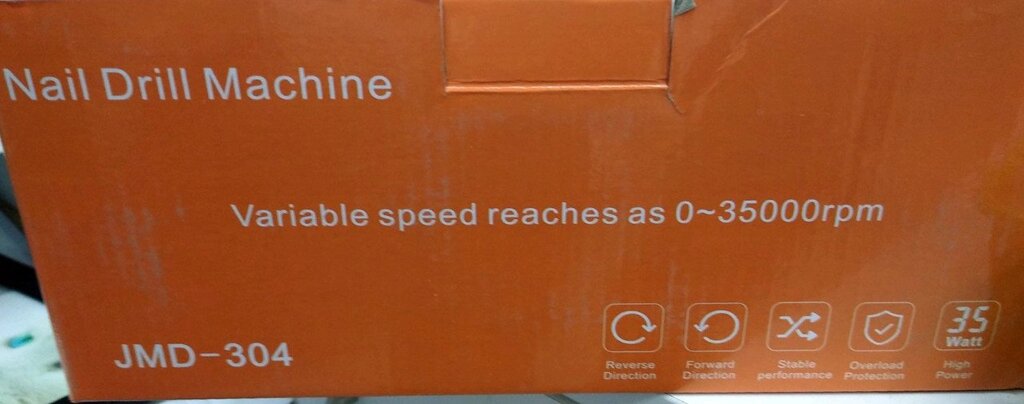 Nail Drill Machine
Variable speed reaches as 0~35000rpm
JMD-304
Reverse
Direction
Forward
Direction
Stable
performance
Overload
Protection
35
Watt
High
Power